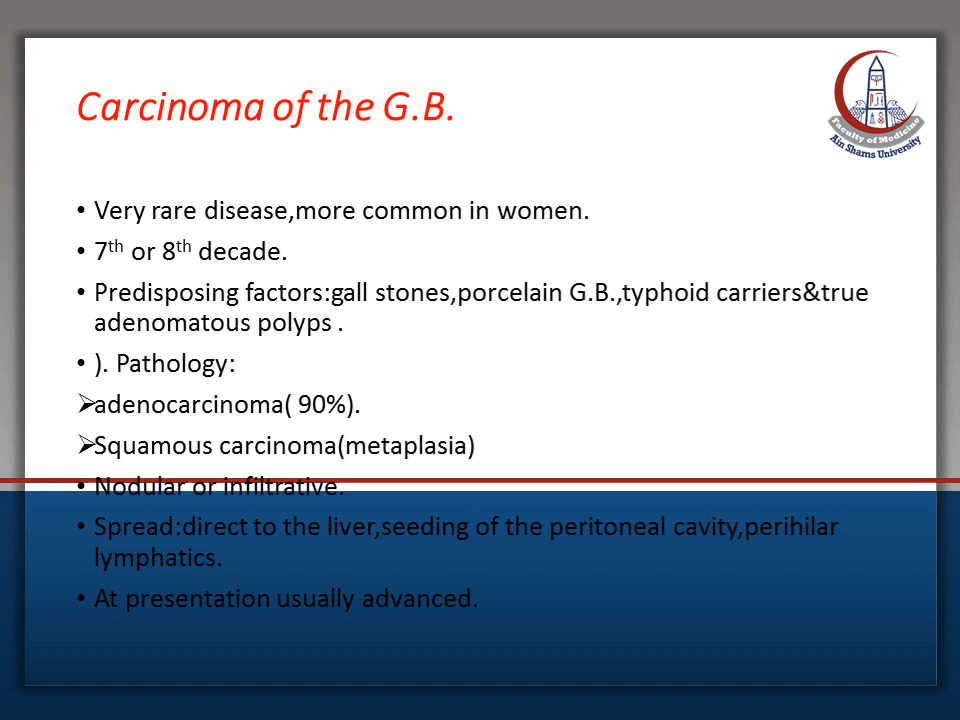 Carcinoma of the G.B.
Faculty of Medicine
Ain Shams University
• Very rare disease,more common in women.
• 7th or 8th decade.
• Predisposing factors:gall stones,porcelain G.B.,typhoid carriers&true
adenomatous polyps .
• ). Pathology:
➢adenocarcinoma( 90%).
➢Squamous carcinoma(metaplasia)
• Nodular or infiltrative.
• Spread:direct to the liver,seeding of the peritoneal cavity,perihilar
lymphatics.
• At presentation usually advanced.